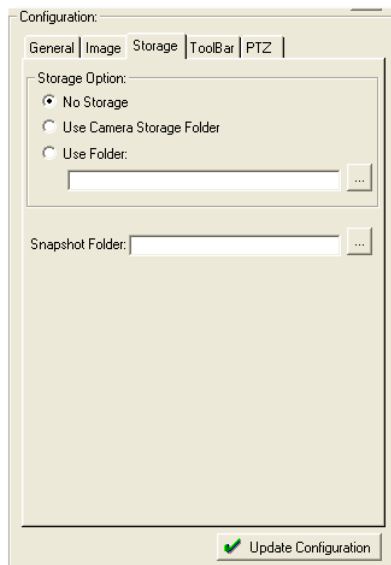 Configuration:
General Image Storage ToolBar PTZ
Storage Option:
No Storage
Use Camera Storage Folder
Use Folder:
...
Snapshot Folder: ...
Update Configuration